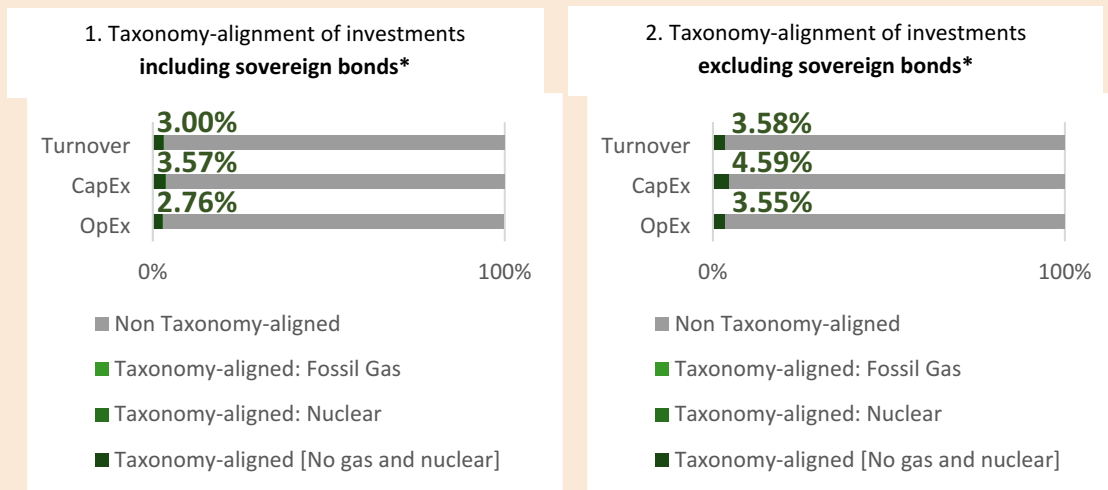 1. Taxonomy-alignment of investments
including sovereign bonds*
3.00%
Turnover
3.57%
CapEx
2.76%
OpEx
0%
100%
Non Taxonomy-aligned
Taxonomy-aligned: Fossil Gas
Taxonomy-aligned: Nuclear
Taxonomy-aligned [No gas and nuclear]
2. Taxonomy-alignment of investments
excluding sovereign bonds*
3.58%
Turnover
4.59%
CapEx
3.55%
OpEx
0%
100%
Non Taxonomy-aligned
Taxonomy-aligned: Fossil Gas
Taxonomy-aligned: Nuclear
Taxonomy-aligned [No gas and nuclear]